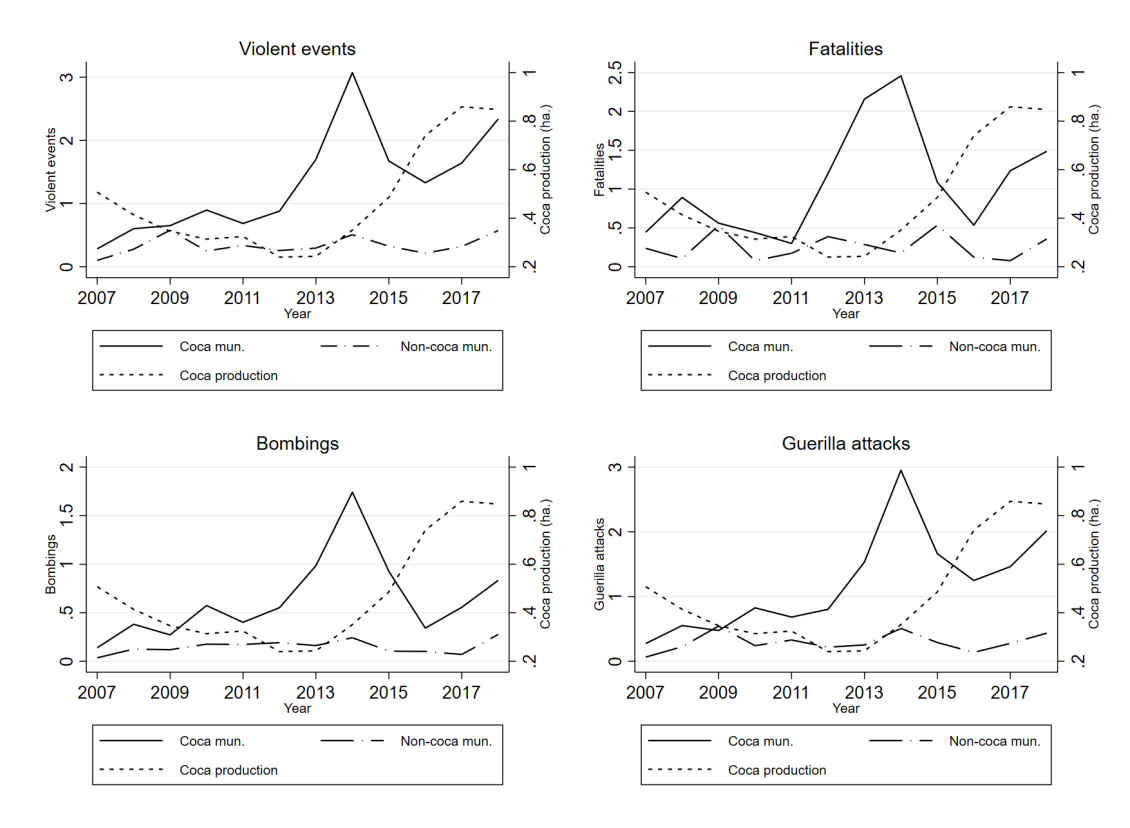 Violent events
Violent events
0 1 2 3
.2 .4 .6 .8 1
Coca production (ha.)
2007 2009 2011 2013 2015 2017
Year
Coca mun. Non-coca mun.
Coca production
Fatalities
Fatalities
0 .5 1 1.5 2 2.5
.2 .4 .6 .8 1
Coca production (ha.)
2007 2009 2011 2013 2015 2017
Year
Coca mun. Non-coca mun.
Coca production
Bombings
Bombings
0 .5 1 1.5 2
.2 .4 .6 .8 1
Coca production (ha.)
2007 2009 2011 2013 2015 2017
Year
Coca mun. Non-coca mun.
Coca production
Guerilla attacks
Guerilla attacks
0 1 2 3
.2 .4 .6 .8 1
Coca production (ha.)
2007 2009 2011 2013 2015 2017
Year
Coca mun. Non-coca mun.
Coca production